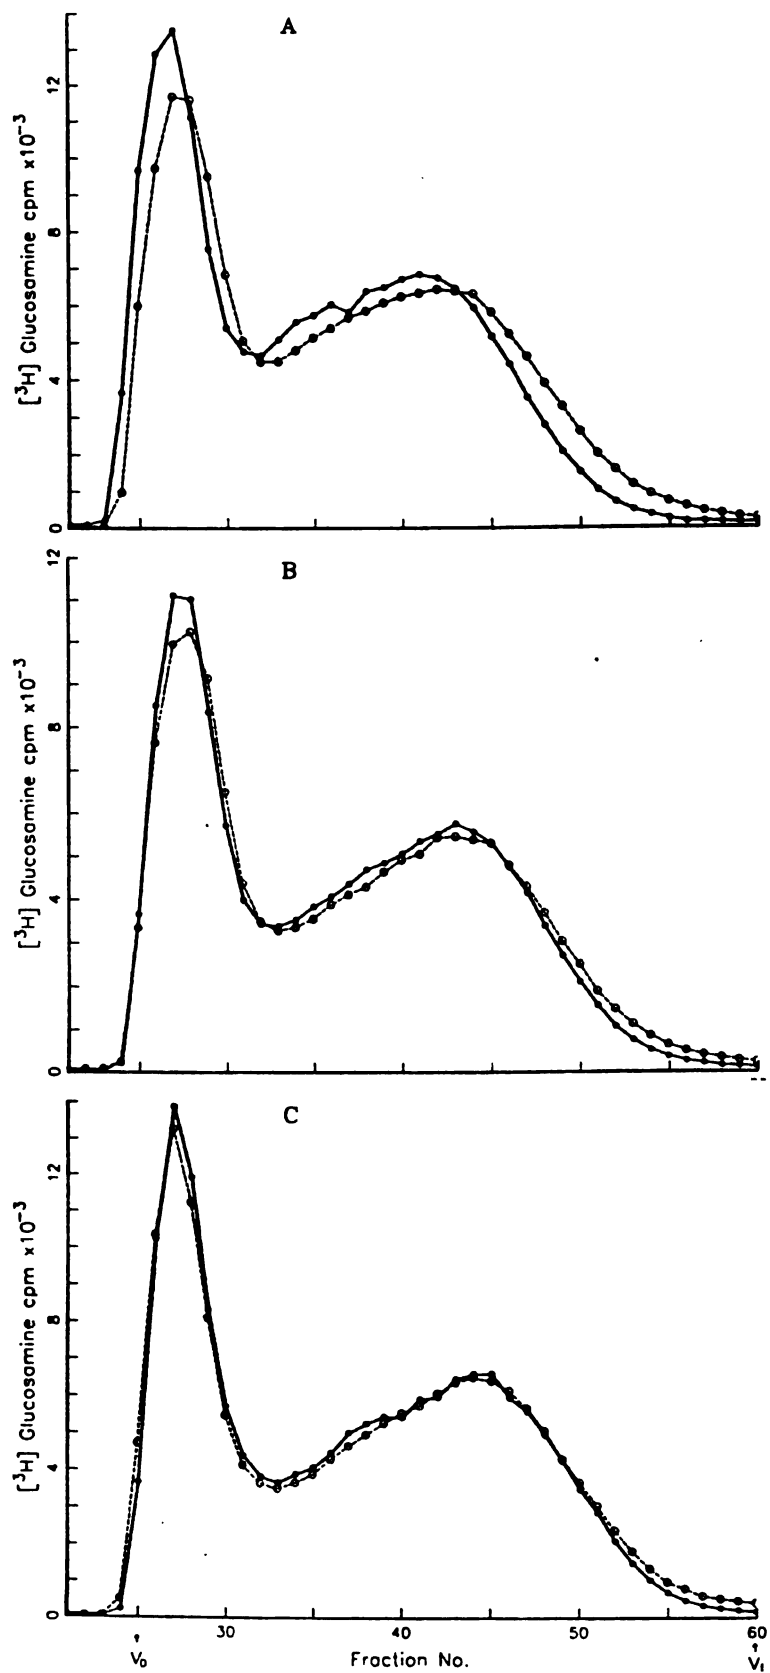 A
[³H] Glucosamine cpm x10⁻³
12
8
4
0
B
[³H] Glucosamine cpm x10⁻³
12
8
4
0
C
[³H] Glucosamine cpm x10⁻³
12
8
4
0
30
40
50
60
V₀
Fraction No.
Vₜ